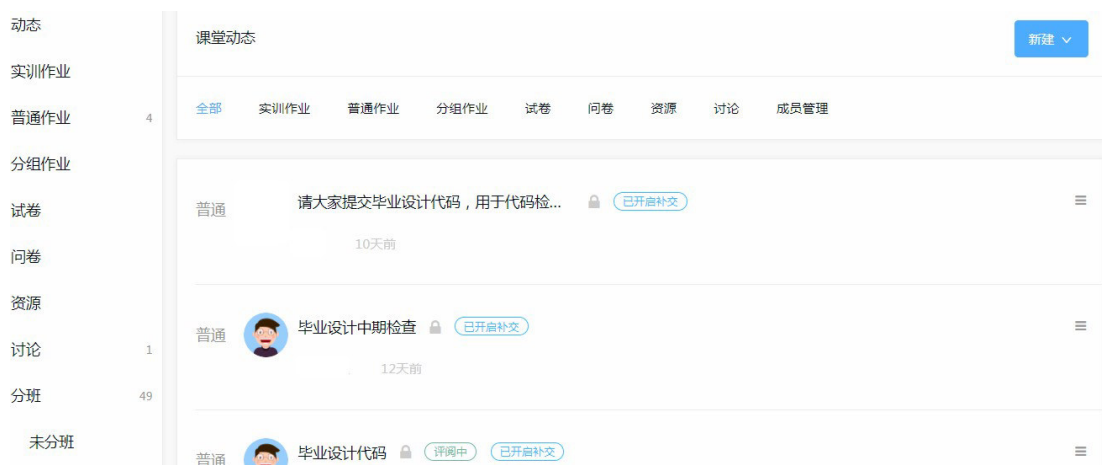 动态
实训作业
普通作业 4
分组作业
试卷
问卷
资源
讨论 1
分班 49
未分班
课堂动态 新建
全部 实训作业 普通作业 分组作业 试卷 问卷 资源 讨论 成员管理
普通 请大家提交毕业设计代码，用于代码检... 已开启补交
10天前
普通 毕业设计中期检查 已开启补交
12天前
普通 毕业设计代码 评阅中 已开启补交